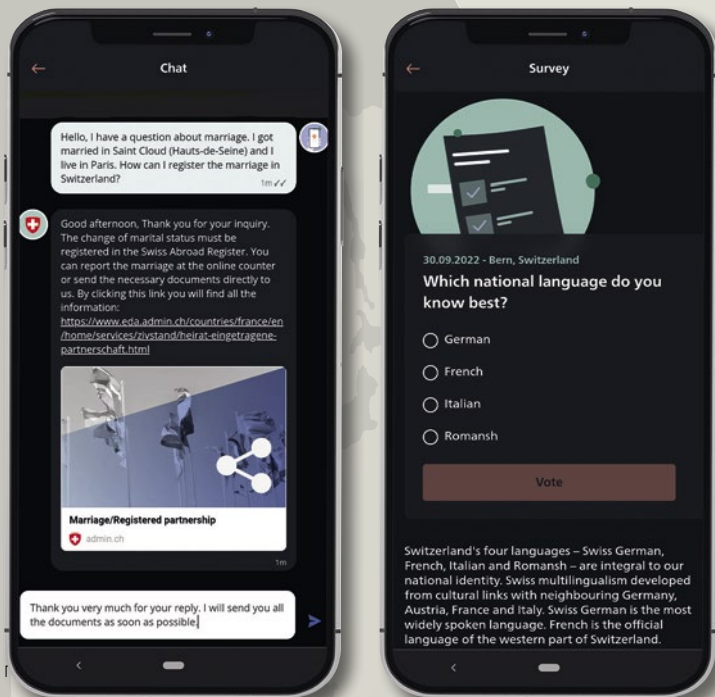 Chat
Hello, I have a question about marriage. I got
married in Saint Cloud (Hauts-de-Seine) and I
live in Paris. How can I register the marriage in
Switzerland?
1m ✓✓
Good afternoon, Thank you for your inquiry.
The change of marital status must be
registered in the Swiss Abroad Register. You
can report the marriage at the online counter
or send the necessary documents directly to
us. By clicking this link you will find all the
information:
https://www.eda.admin.ch/countries/france/en
/home/services/zivstand/heirat-eingetragene-
partnerschaft.html
Marriage/Registered partnership
admin.ch
1m
Thank you very much for your reply. I will send you all
the documents as soon as possible.
Survey
30.09.2022 - Bern, Switzerland
Which national language do you
know best?
German
French
Italian
Romansh
Vote
Switzerland's four languages – Swiss German,
French, Italian and Romansh – are integral to our
national identity. Swiss multilingualism developed
from cultural links with neighbouring Germany,
Austria, France and Italy. Swiss German is the most
widely spoken language. French is the official
language of the western part of Switzerland.